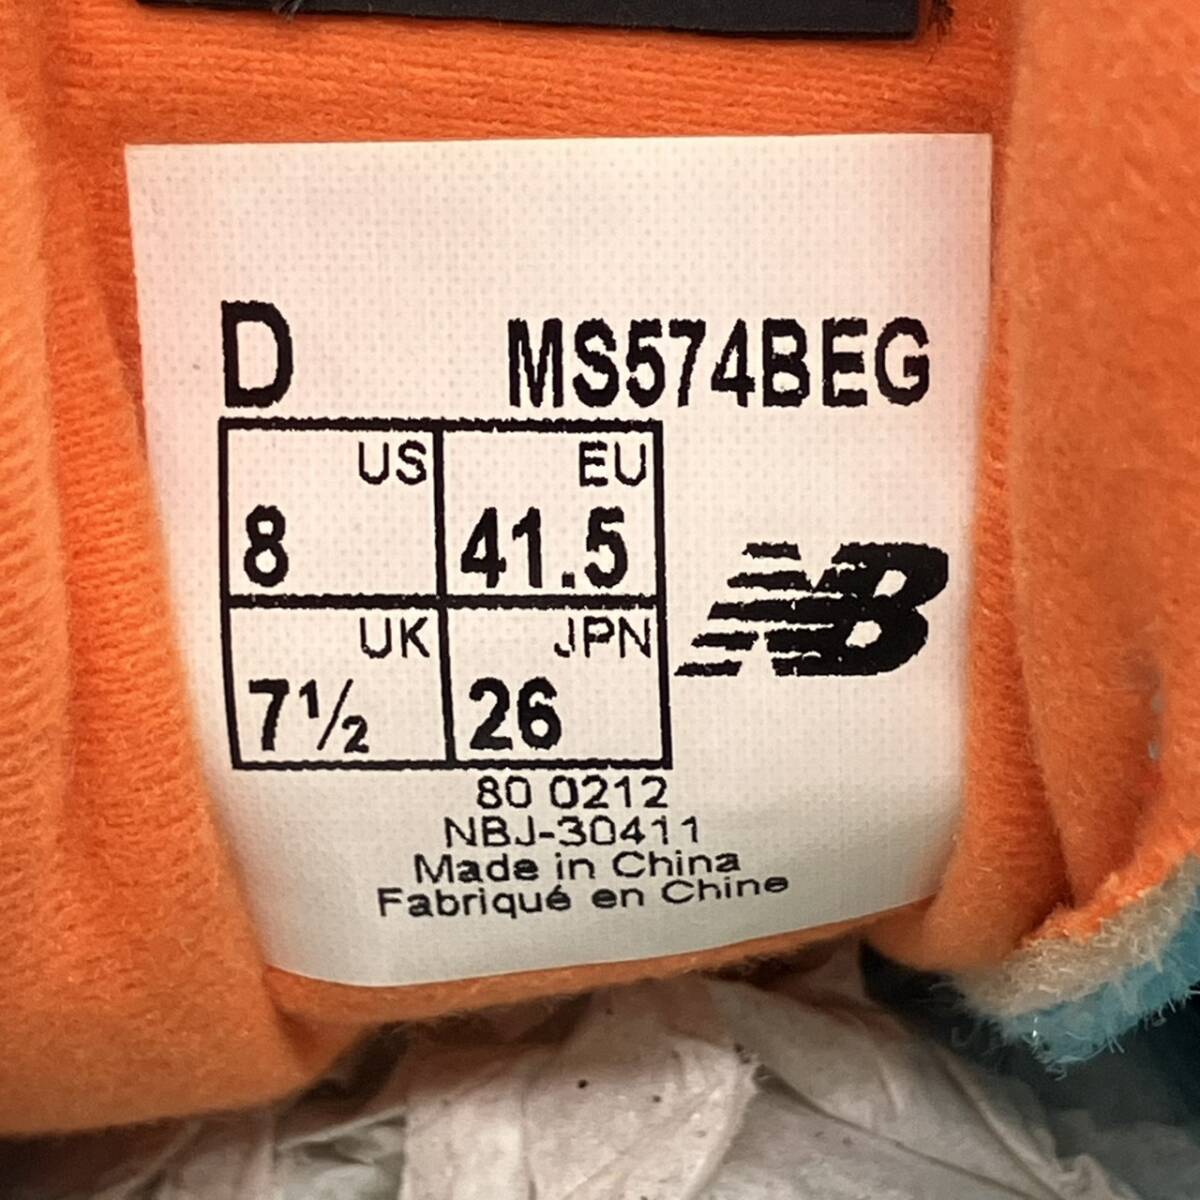 D MS574BEG
US EU
8 41.5
UK JPN
7½ 26
NB
80 0212
NBJ-30411
Made in China
Fabriqué en Chine